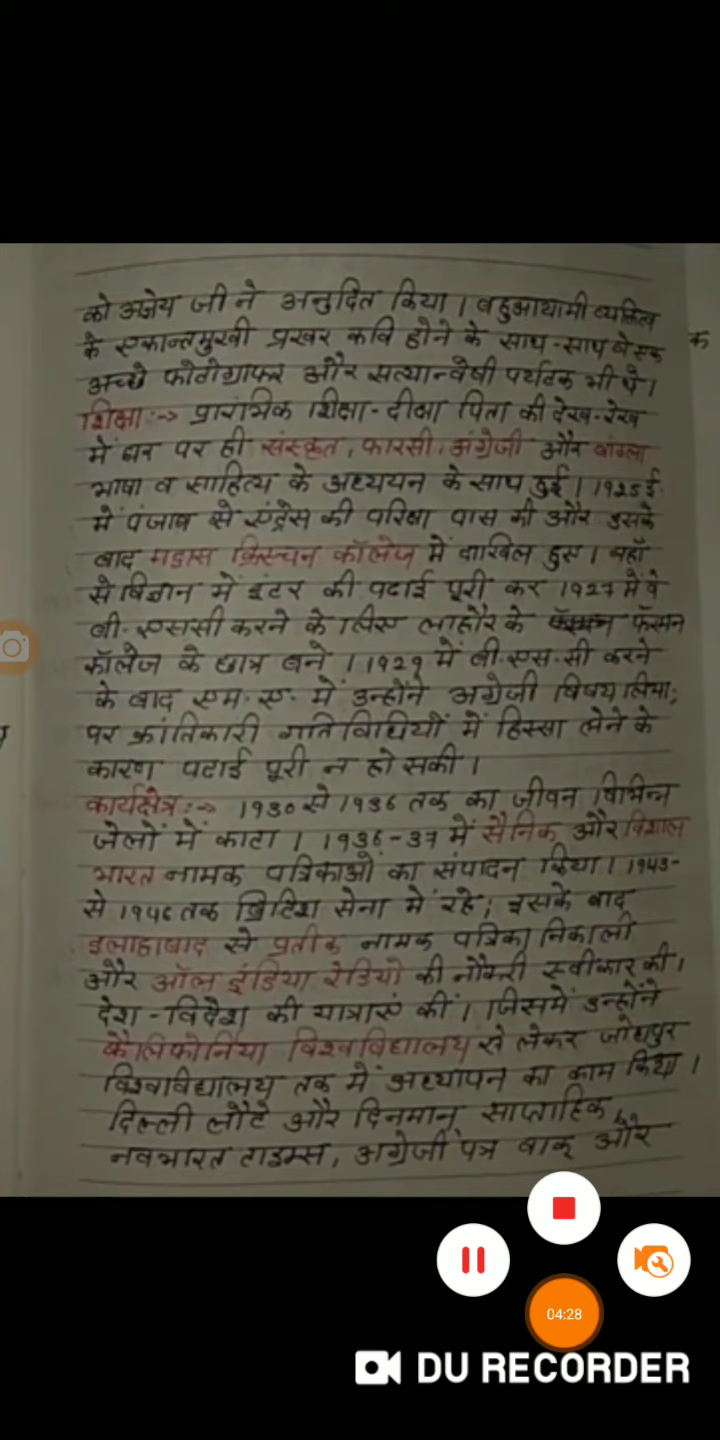 को अज्ञेय जी ने अनुदित किया। बहुआयामी व्यक्तित्व
के एकान्तमुखी प्रखर कवि होने के साथ-साथ वे एक
क
अच्छे फोटोग्राफर और सत्यान्वेषी पर्यटक भी थे।
शिक्षा :-> प्रारंभिक शिक्षा-दीक्षा पिता की देख-रेख
में घर पर ही संस्कृत, फारसी, अंग्रेजी और बांग्ला
भाषा व साहित्य के अध्ययन के साथ हुई। 1925 ई.
में पंजाब से एंट्रेंस की परिक्षा पास की और उसके
बाद मद्रास क्रिस्चन कॉलेज में दाखिल हुए। वहाँ
से विज्ञान में इंटर की पढाई पूरी कर 1927 में वे
बी. एससी करने के लिए लाहौर के फॅरमन
कॉलेज के छात्र बने। 1929 में बी.एस.सी करने
के बाद एम.ए. में उन्होंने अंग्रेजी विषय लिया;
पर क्रांतिकारी गतिविधियों में हिस्सा लेने के
कारण पढाई पूरी न हो सकी।
कार्यक्षेत्र :-> 1930 से 1936 तक का जीवन विभिन्न
जेलों में काटा। 1936-37 में सैनिक और विशाल
भारत नामक पत्रिकाओं का संपादन किया। 1943-
से 1946 तक ब्रिटिश सेना में रहे; इसके बाद
इलाहाबाद से प्रतीक नामक पत्रिका निकाली
और ऑल इंडिया रेडियो की नौकरी स्वीकार की।
देश-विदेश की यात्राएं कीं। जिसमें उन्होंने
कैलिफोर्निया विश्वविद्यालय से लेकर जोधपुर
विश्वविद्यालय तक में अध्यापन का काम किया।
दिल्ली लौटे और दिनमान साप्ताहिक,
नवभारत टाइम्स, अंग्रेजी पत्र वाक् और
04:28
DU RECORDER